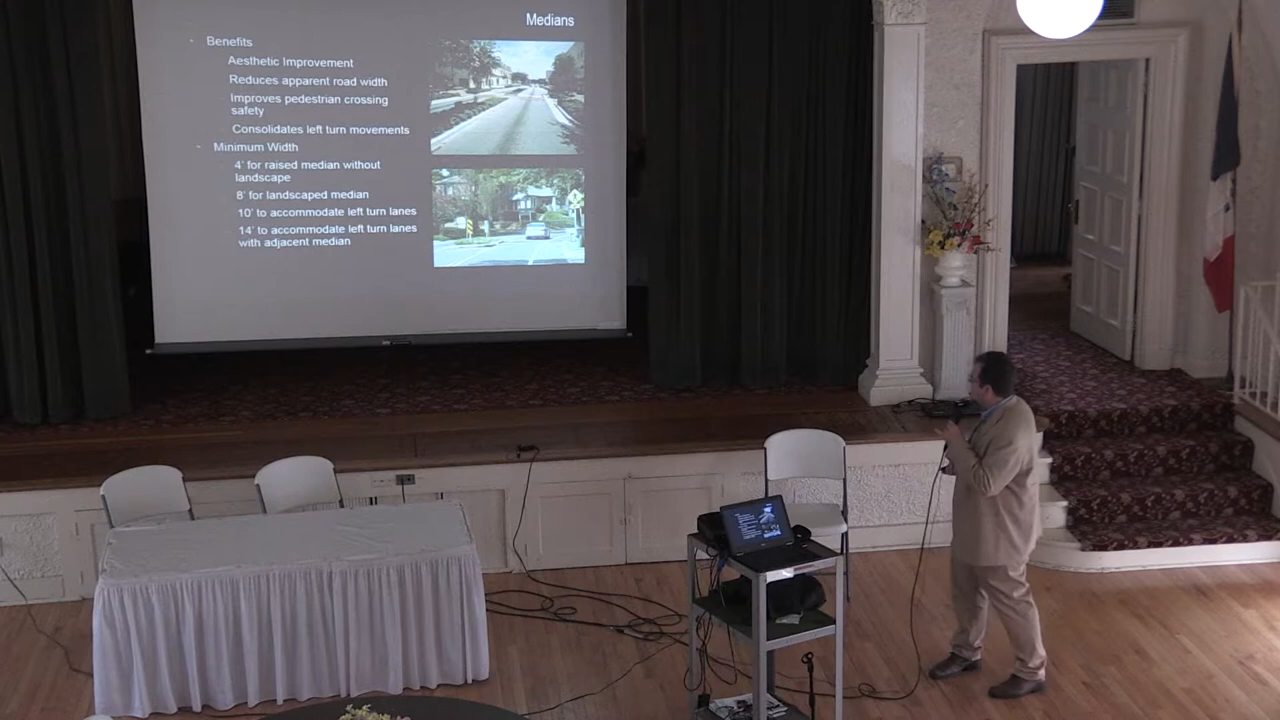 Medians
- Benefits
Aesthetic Improvement
Reduces apparent road width
Improves pedestrian crossing
safety
Consolidates left turn movements
- Minimum Width
4' for raised median without
landscape
8' for landscaped median
10' to accommodate left turn lanes
14' to accommodate left turn lanes
with adjacent median